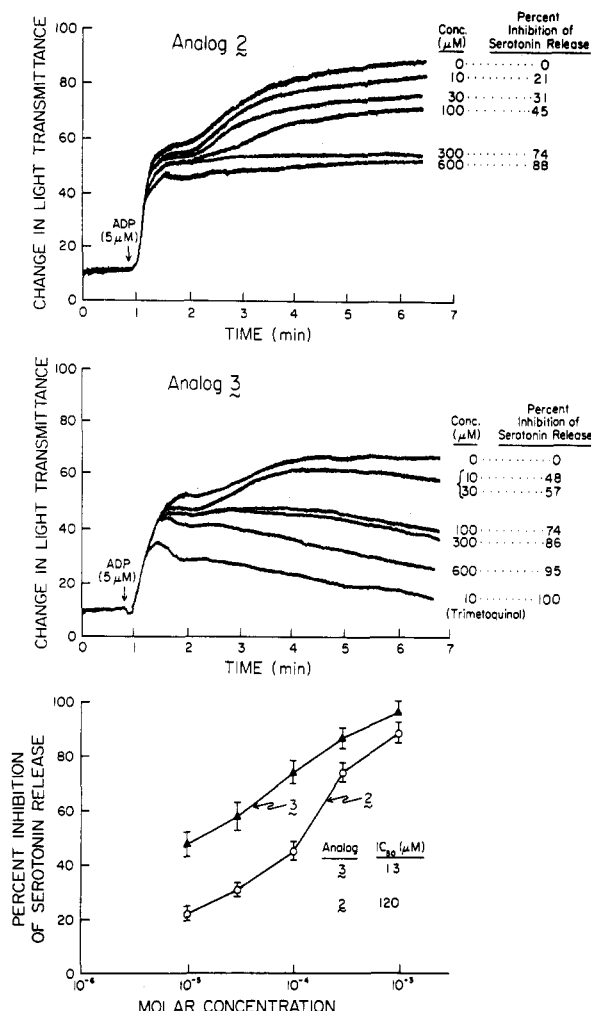 Analog 2
Conc. (μM) Percent Inhibition of Serotonin Release
0 ........ 0
10 ........ 21
30 ........ 31
100 ........ 45
300 ........ 74
600 ........ 88
ADP
(5μM)
CHANGE IN LIGHT TRANSMITTANCE
100
80
60
40
20
0
0 1 2 3 4 5 6 7
TIME (min)
Analog 3
Conc. (μM) Percent Inhibition of Serotonin Release
0 ........ 0
10 ........ 48
30 ........ 57
100 ........ 74
300 ........ 86
600 ........ 95
10 ........ 100
(Trimetoquinol)
ADP
(5μM)
CHANGE IN LIGHT TRANSMITTANCE
100
80
60
40
20
0
0 1 2 3 4 5 6 7
TIME (min)
PERCENT INHIBITION
OF SEROTONIN RELEASE
100
80
60
40
20
0
3
2
Analog IC50 (μM)
3 13
2 120
10⁻⁶ 10⁻⁵ 10⁻⁴ 10⁻³
MOLAR CONCENTRATION